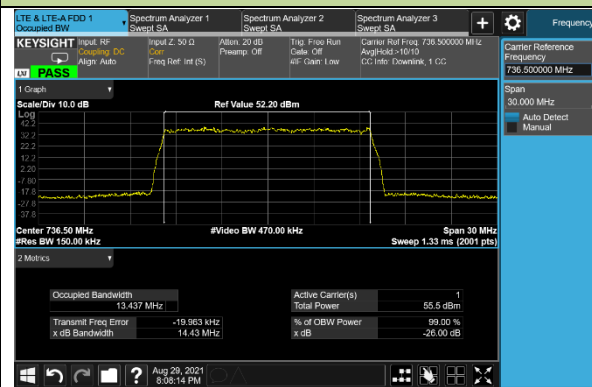 LTE & LTE-A FDD 1
Occupied BW
Spectrum Analyzer 1
Swept SA
Spectrum Analyzer 2
Swept SA
Spectrum Analyzer 3
Swept SA
+
Frequency
KEYSIGHT
Input: RF
Coupling: DC
Align: Auto
Input Z: 50 Ω
Corr
Freq Ref: Int (S)
Atten: 20 dB
Preamp: Off
Trig: Free Run
Gate: Off
#IF Gain: Low
Carrier Ref Freq: 736.500000 MHz
Avg|Hold:>10/10
CC Info: Downlink, 1 CC
LXI
PASS
Carrier Reference
Frequency
736.500000 MHz
Span
30.000 MHz
Auto Detect
Manual
1 Graph
Scale/Div 10.0 dB
Ref Value 52.20 dBm
Log
42.2
32.2
22.2
12.2
2.20
-7.80
-17.8
-27.8
-37.8
Center 736.50 MHz
#Video BW 470.00 kHz
Span 30 MHz
#Res BW 150.00 kHz
Sweep 1.33 ms (2001 pts)
2 Metrics
Occupied Bandwidth
13.437 MHz
Active Carrier(s) 1
Total Power 55.5 dBm
Transmit Freq Error -19.963 kHz
x dB Bandwidth 14.43 MHz
% of OBW Power 99.00 %
x dB -26.00 dB
?
Aug 29, 2021
8:08:14 PM